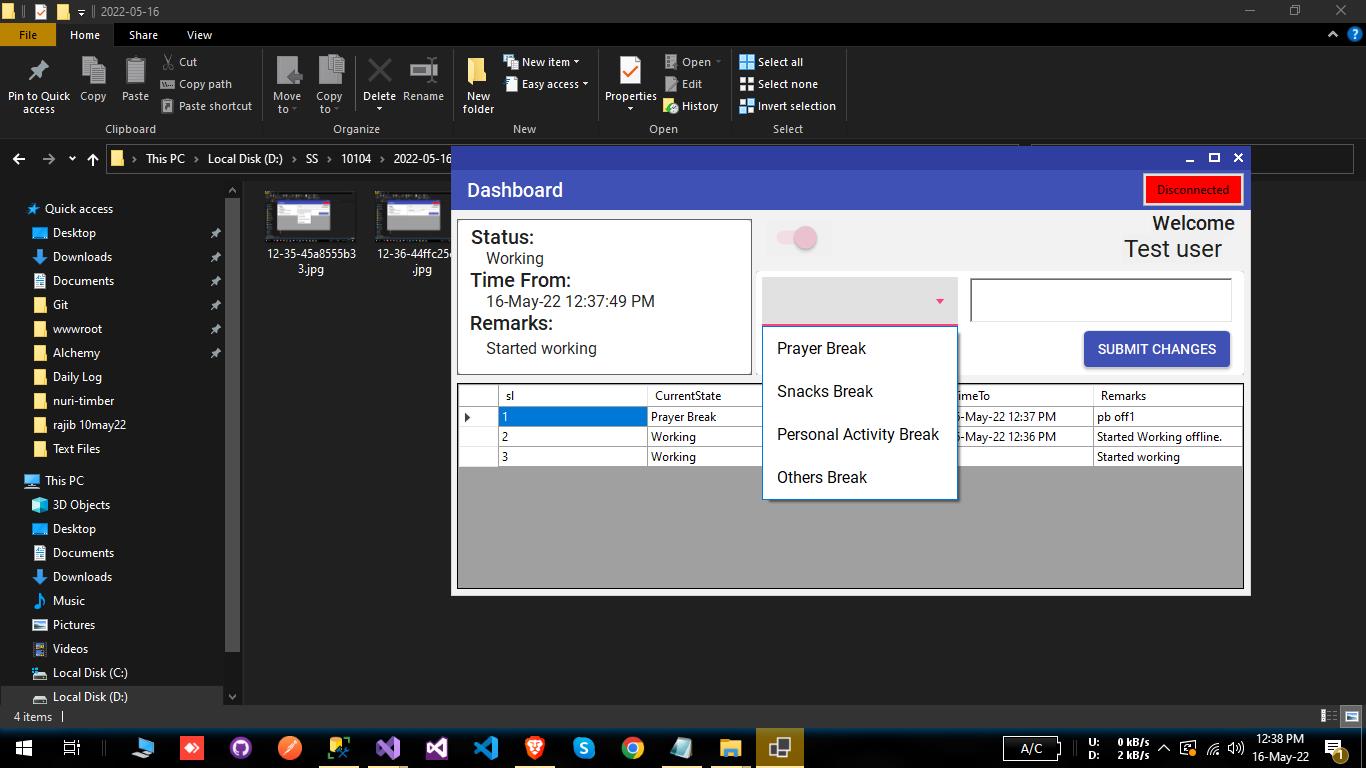 2022-05-16
File Home Share View
Pin to Quick access
Copy
Paste
Cut
Copy path
Paste shortcut
Clipboard
Move to
Copy to
Delete
Rename
Organize
New folder
New item
Easy access
New
Properties
Open
Edit
History
Open
Select all
Select none
Invert selection
Select
This PC > Local Disk (D:) > SS > 10104 > 2022-05-16
Quick access
Desktop
Downloads
Documents
Git
wwwroot
Alchemy
Daily Log
nuri-timber
rajib 10may22
Text Files
This PC
3D Objects
Desktop
Documents
Downloads
Music
Pictures
Videos
Local Disk (C:)
Local Disk (D:)
4 items
12-35-45a8555b3
3.jpg
12-36-44ffc25
.jpg
Dashboard
Disconnected
Status:
Working
Time From:
16-May-22 12:37:49 PM
Remarks:
Started working
Welcome
Test user
Prayer Break
Snacks Break
Personal Activity Break
Others Break
SUBMIT CHANGES
sl CurrentState imeTo Remarks
1 Prayer Break 6-May-22 12:37 PM pb off1
2 Working 6-May-22 12:36 PM Started Working offline.
3 Working Started working
A/C
U: 0 kB/s
D: 2 kB/s
12:38 PM
16-May-22
1